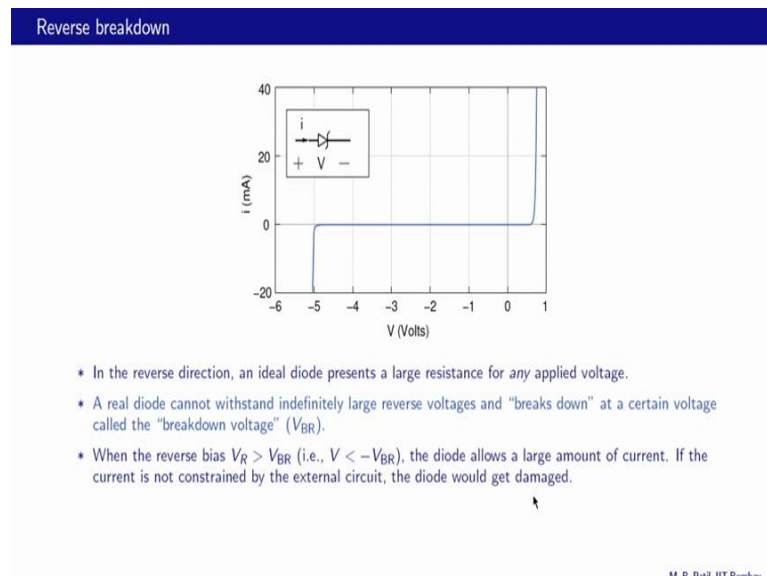 Reverse breakdown
40
20
0
-20
i (mA)
i
+ V −
-6 -5 -4 -3 -2 -1 0 1
V (Volts)
* In the reverse direction, an ideal diode presents a large resistance for any applied voltage.
* A real diode cannot withstand indefinitely large reverse voltages and “breaks down” at a certain voltage
called the “breakdown voltage” (VBR).
* When the reverse bias VR > VBR (i.e., V < −VBR), the diode allows a large amount of current. If the
current is not constrained by the external circuit, the diode would get damaged.